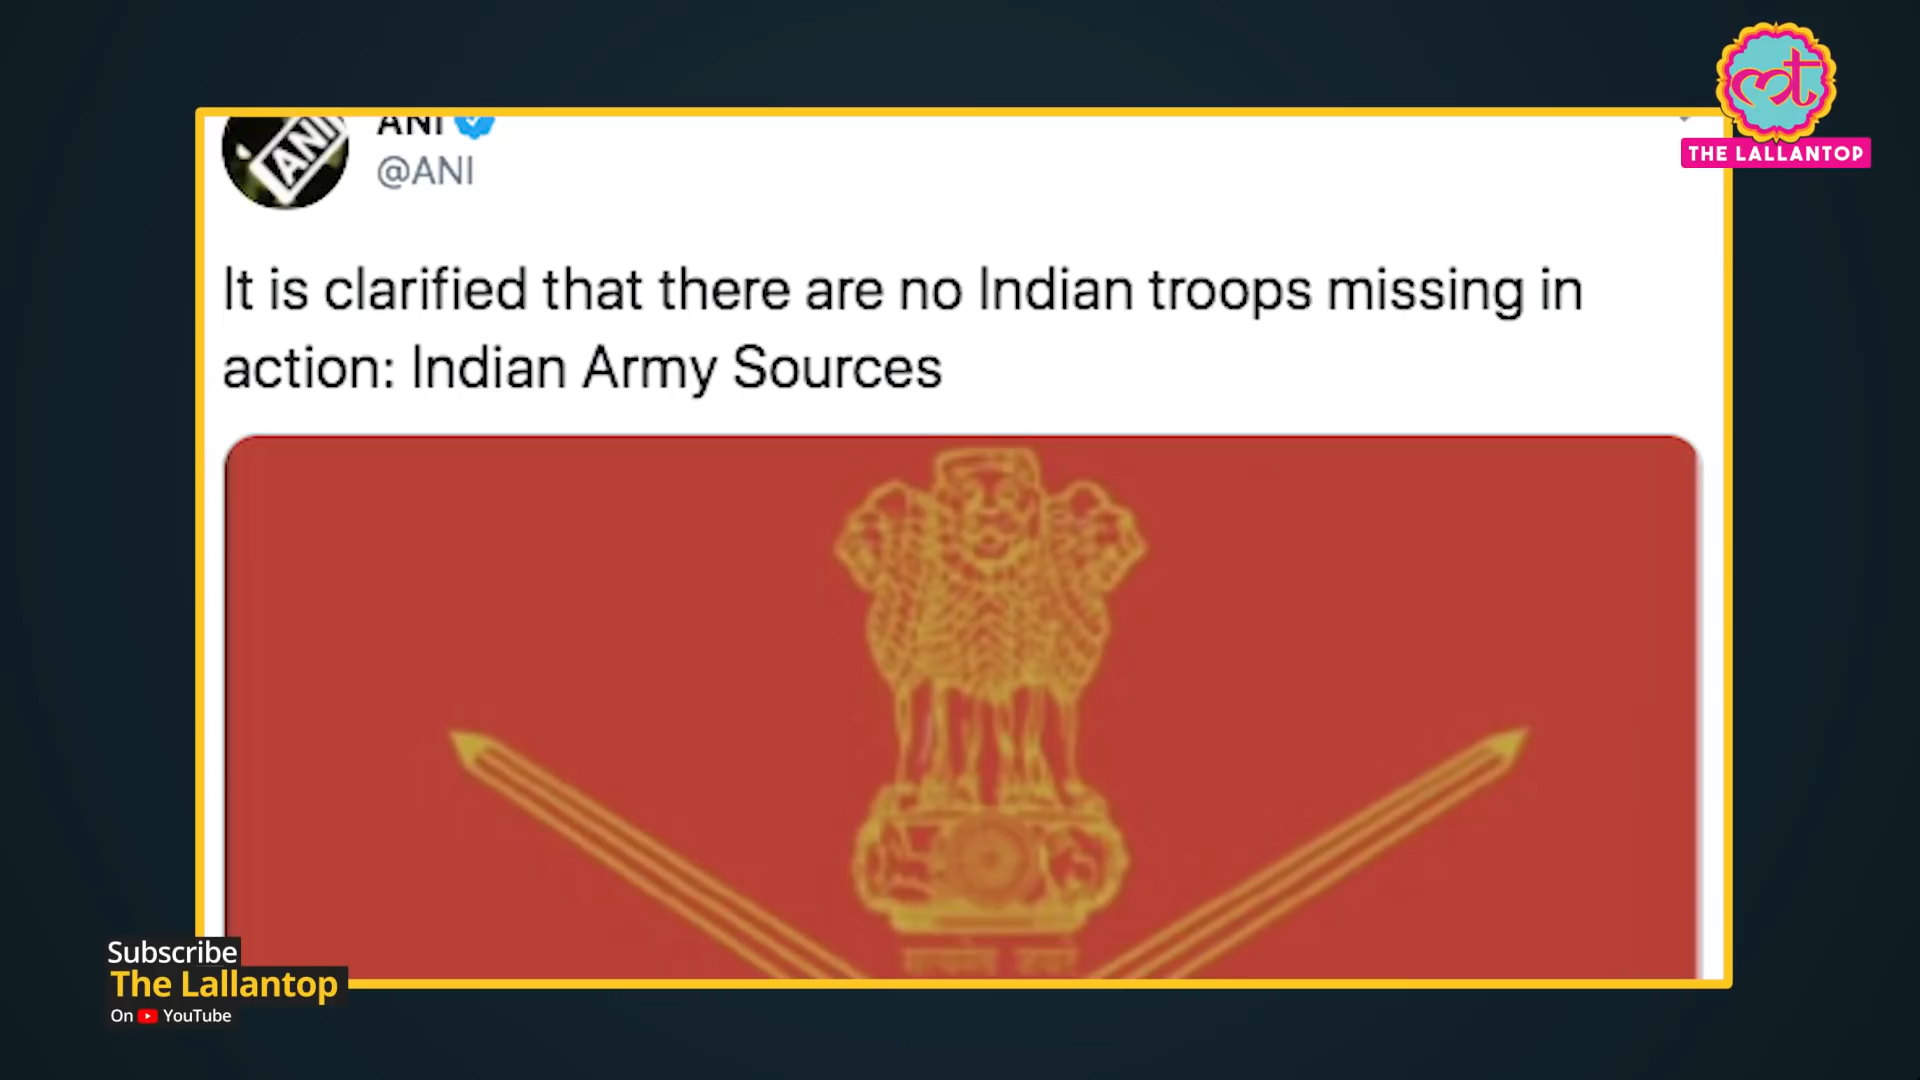 ANI
@ANI
It is clarified that there are no Indian troops missing in
action: Indian Army Sources
THE LALLANTOP
Subscribe
The Lallantop
On YouTube